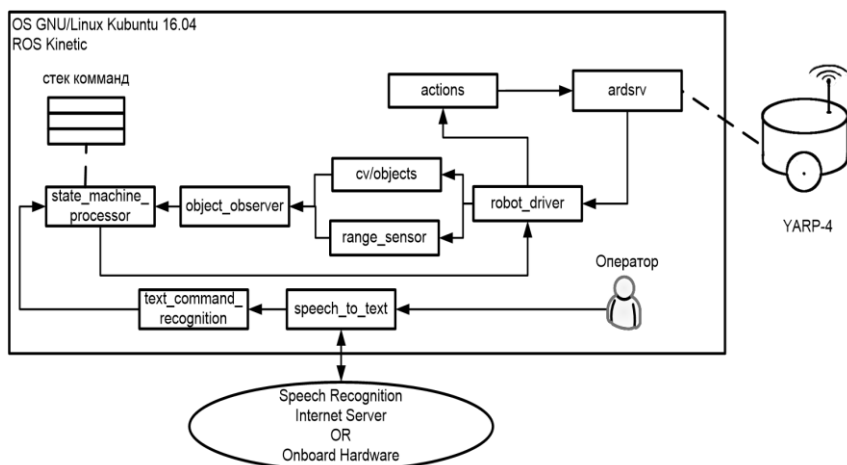 OS GNU/Linux Kubuntu 16.04
ROS Kinetic
стек комманд
actions
ardsrv
cv/objects
state_machine_
processor
object_observer
robot_driver
range_sensor
YARP-4
Оператор
text_command_
recognition
speech_to_text
Speech Recognition
Internet Server
OR
Onboard Hardware